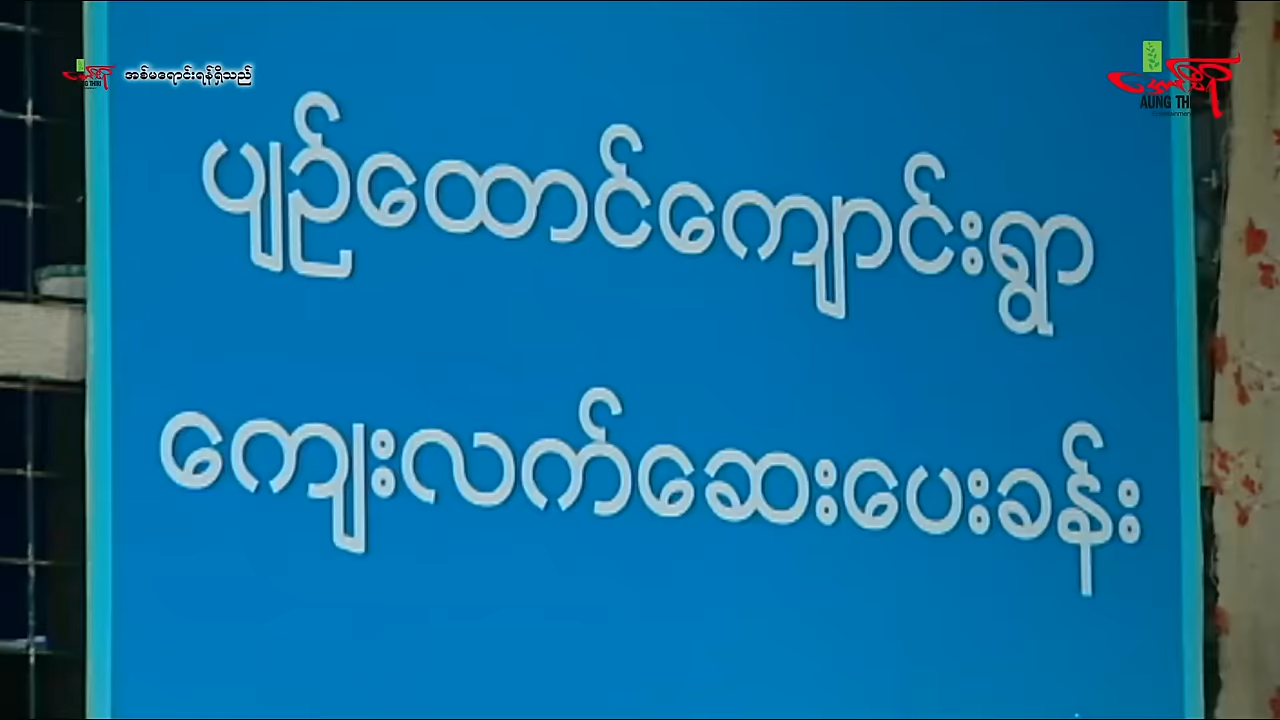 အစ်မရောင်းရန်ရှိသည်
AUNG TH
ပျဉ်ထောင်ကျောင်းရွာ
ကျေးလက်ဆေးပေးခန်း